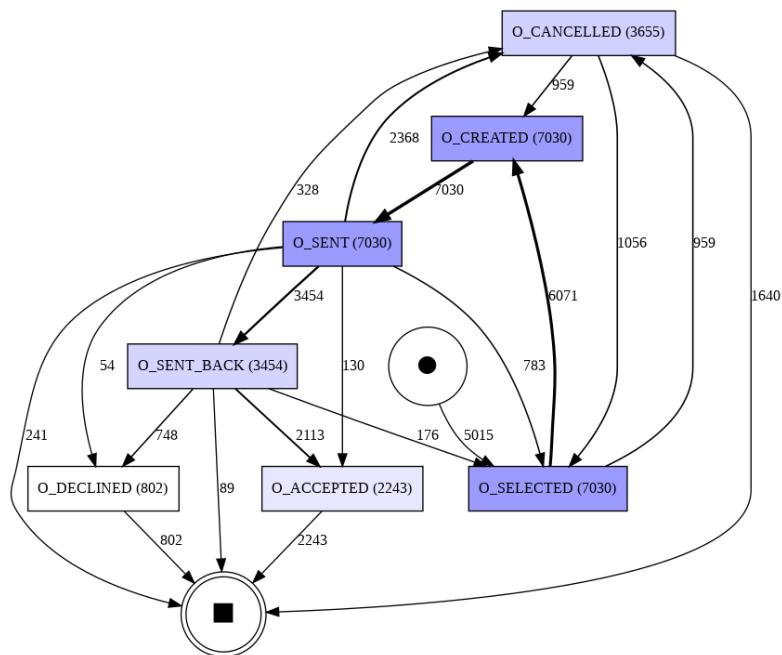 O_CANCELLED (3655)
959
O_CREATED (7030)
2368
7030
328
O_SENT (7030)
1056
959
6071
1640
3454
O_SENT_BACK (3454)
54
130
783
241
748
2113
176
5015
O_DECLINED (802)
89
O_ACCEPTED (2243)
O_SELECTED (7030)
802
2243